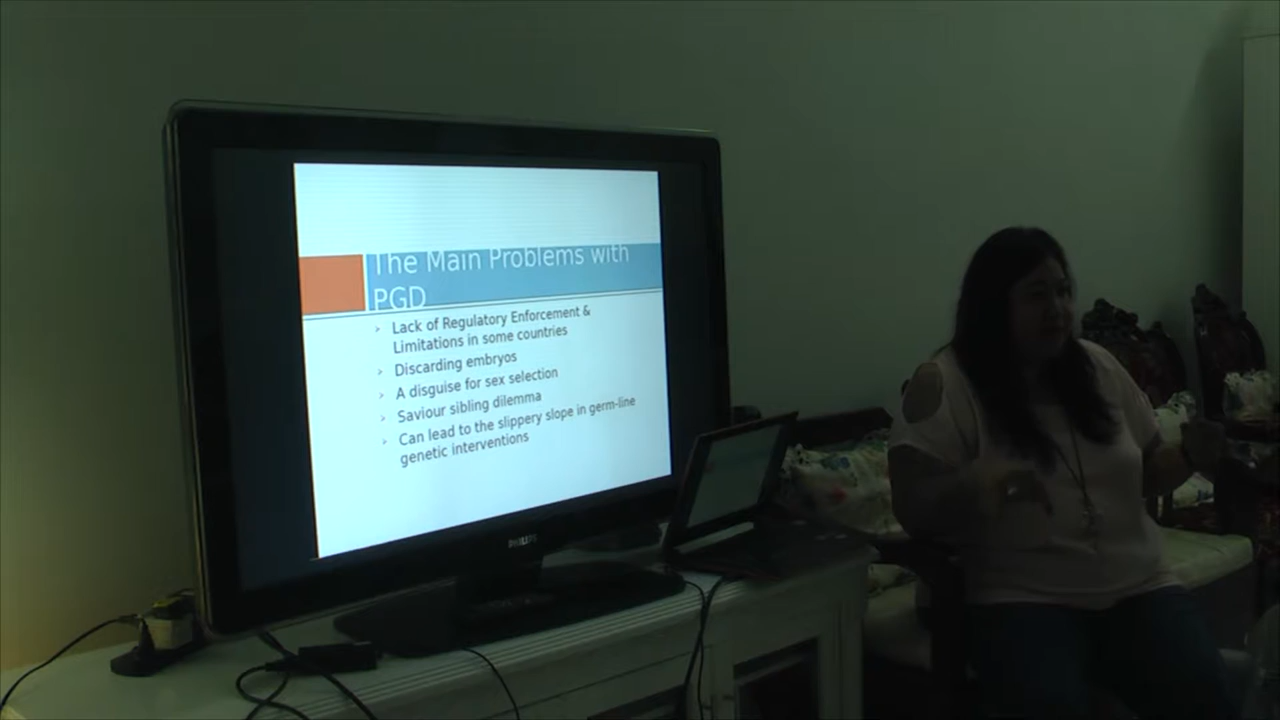 The Main Problems with
PGD
Lack of Regulatory Enforcement &
Limitations in some countries
Discarding embryos
A disguise for sex selection
Saviour sibling dilemma
Can lead to the slippery slope in germ-line
genetic interventions
PHILIPS